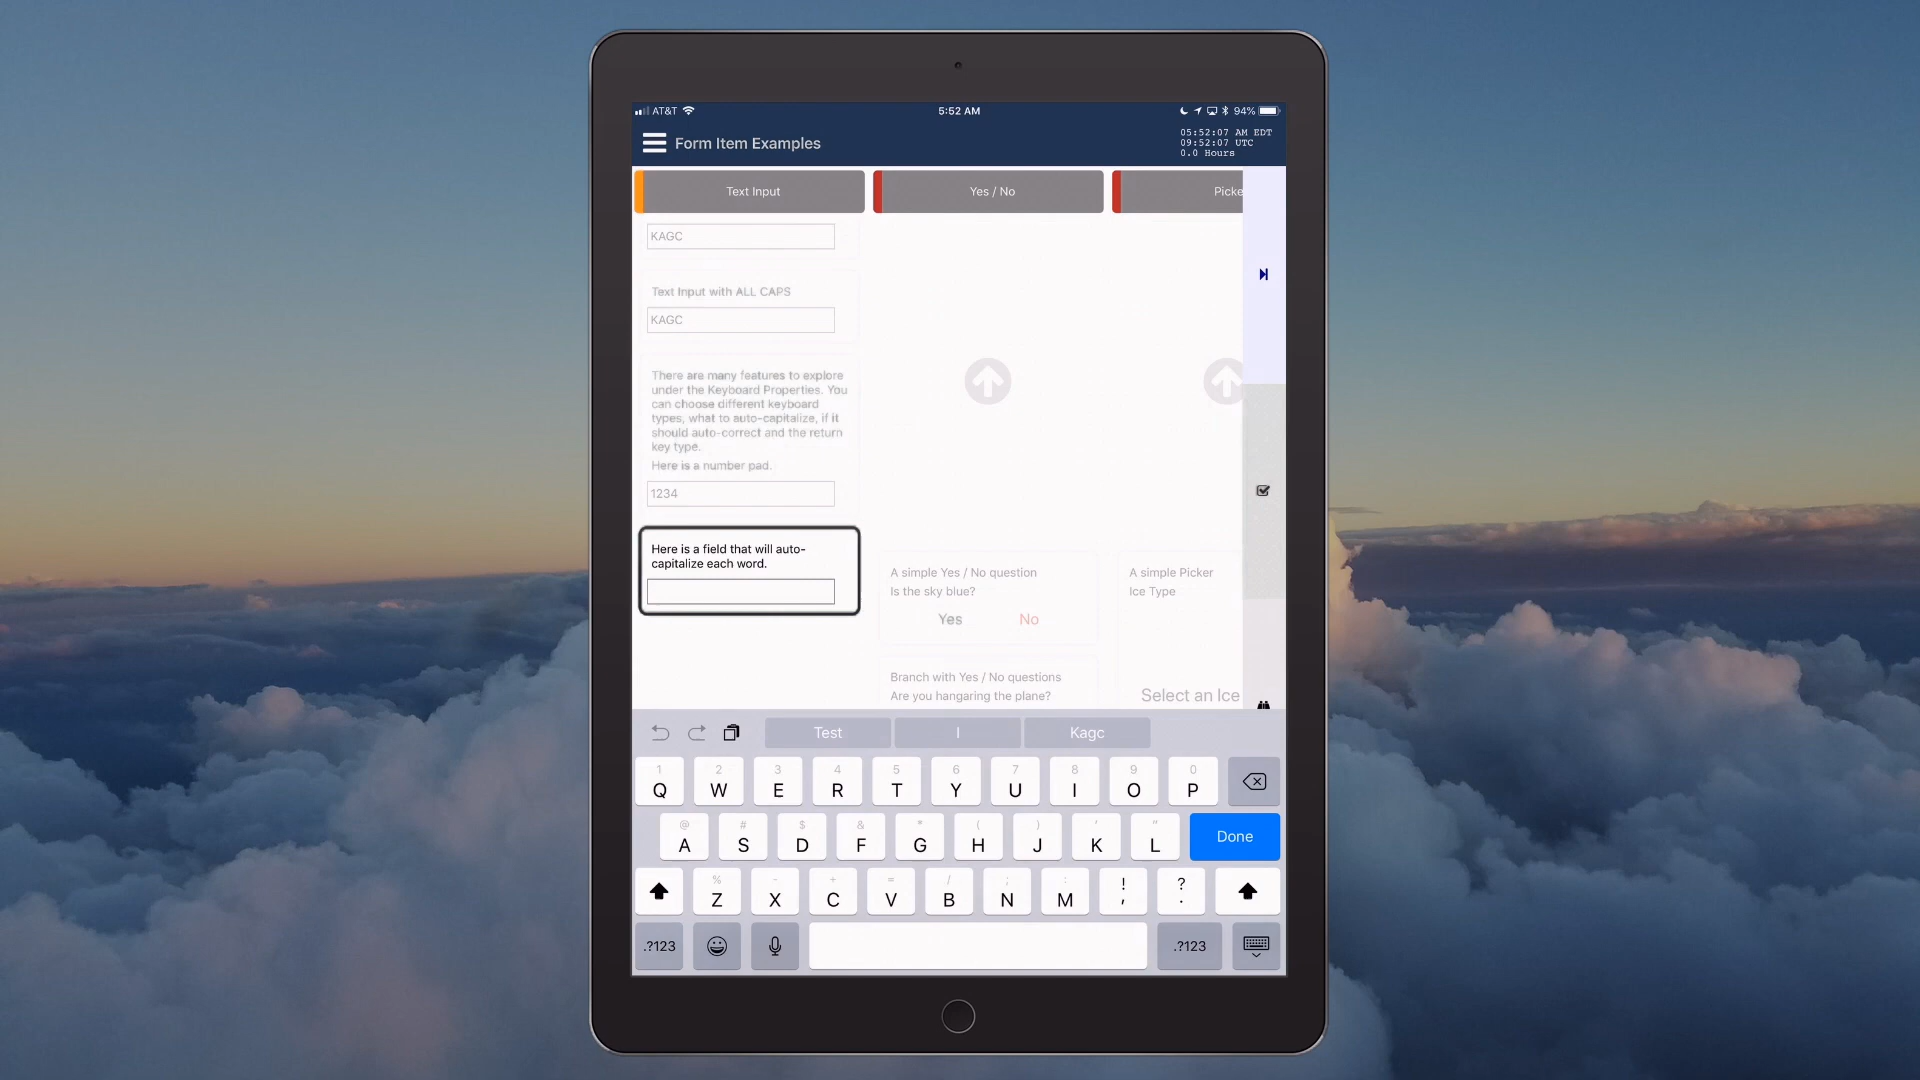 AT&T
5:52 AM
94%
Form Item Examples
05:52:07 AM EDT
09:52:07 UTC
0.0 Hours
Text Input
Yes / No
Picke
KAGC
Text Input with ALL CAPS
KAGC
There are many features to explore
under the Keyboard Properties. You
can choose different keyboard
types, what to auto-capitalize, if it
should auto-correct and the return
key type.
Here is a number pad.
1234
Here is a field that will auto-
capitalize each word.
A simple Yes / No question
Is the sky blue?
Yes No
Branch with Yes / No questions
Are you hangaring the plane?
A simple Picker
Ice Type
Select an Ice
Test I Kagc
1 2 3 4 5 6 7 8 9 0
Q W E R T Y U I O P
@ # $ & * ( ) ' "
A S D F G H J K L Done
% - + = / ; : ! ?
Z X C V B N M , .
.?123 .?123